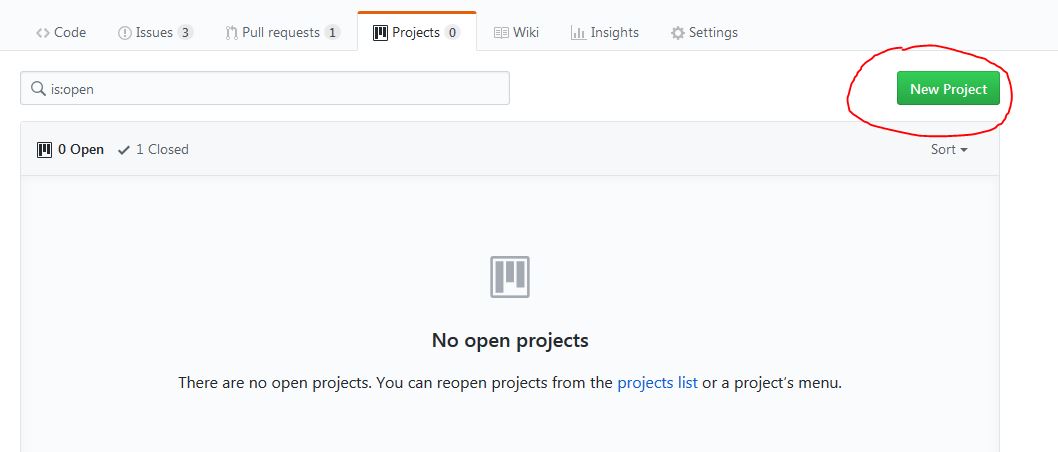 Code Issues 3 Pull requests 1 Projects 0 Wiki Insights Settings
is:open New Project
0 Open 1 Closed Sort
No open projects
There are no open projects. You can reopen projects from the projects list or a project's menu.